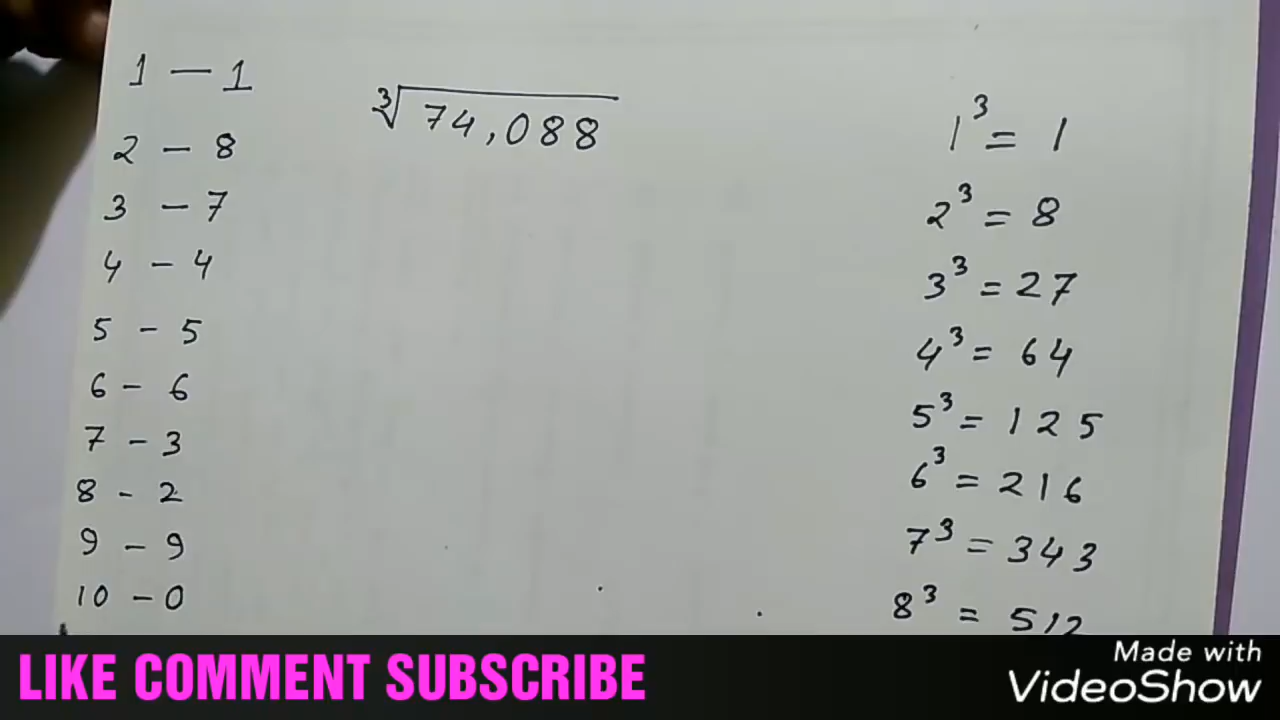 1 — 1
2 – 8
3 – 7
4 – 4
5 – 5
6 – 6
7 – 3
8 - 2
9 – 9
10 – 0
∛74,088
1³ = 1
2³ = 8
3³ = 27
4³ = 64
5³ = 125
6³ = 216
7³ = 343
8³ = 512
LIKE COMMENT SUBSCRIBE
Made with
VideoShow